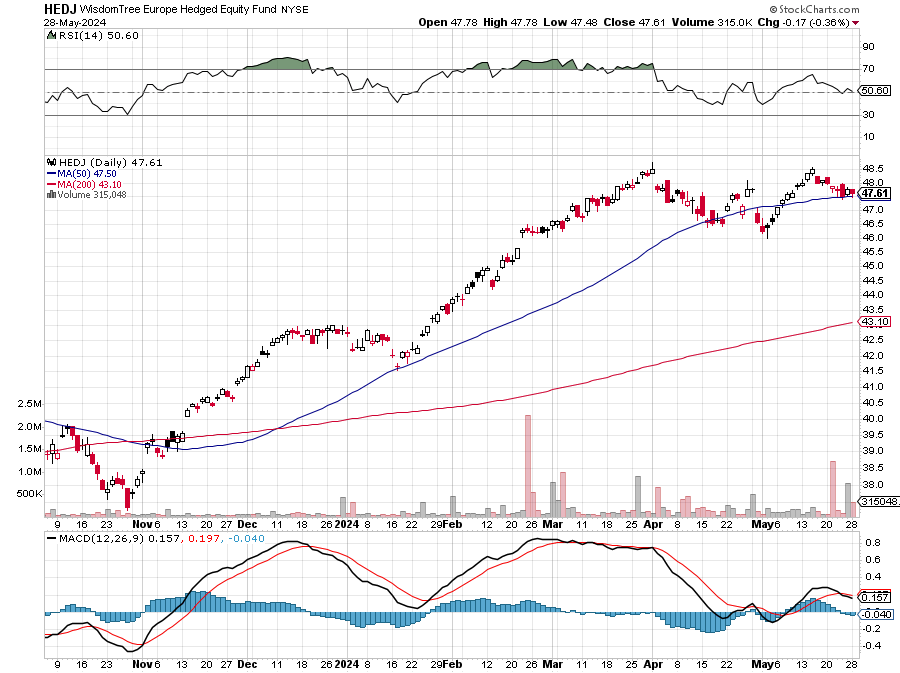 HEDJ WisdomTree Europe Hedged Equity Fund NYSE
© StockCharts.com
28-May-2024
Open 47.78 High 47.78 Low 47.48 Close 47.61 Volume 315.0K Chg -0.17 (-0.36%)
RSI(14) 50.60
90
70
50.60
30
10
HEDJ (Daily) 47.61
MA(50) 47.50
MA(200) 43.10
Volume 315,048
48.5
48.0
47.61
47.0
46.5
46.0
45.5
45.0
44.5
44.0
43.5
43.10
42.5
42.0
41.5
41.0
40.5
40.0
39.5
39.0
38.5
38.0
315048
2.5M
2.0M
1.5M
1.0M
500K
9 16 23 Nov 6 13 20 27 Dec 11 18 26 2024 8 16 22 29 Feb 12 20 26 Mar 11 18 25 Apr 8 15 22 May 6 13 20 28
MACD(12,26,9) 0.157, 0.197, -0.040
0.8
0.6
0.4
0.157
-0.040
-0.2
-0.4
9 16 23 Nov 6 13 20 27 Dec 11 18 26 2024 8 16 22 29 Feb 12 20 26 Mar 11 18 25 Apr 8 15 22 May 6 13 20 28